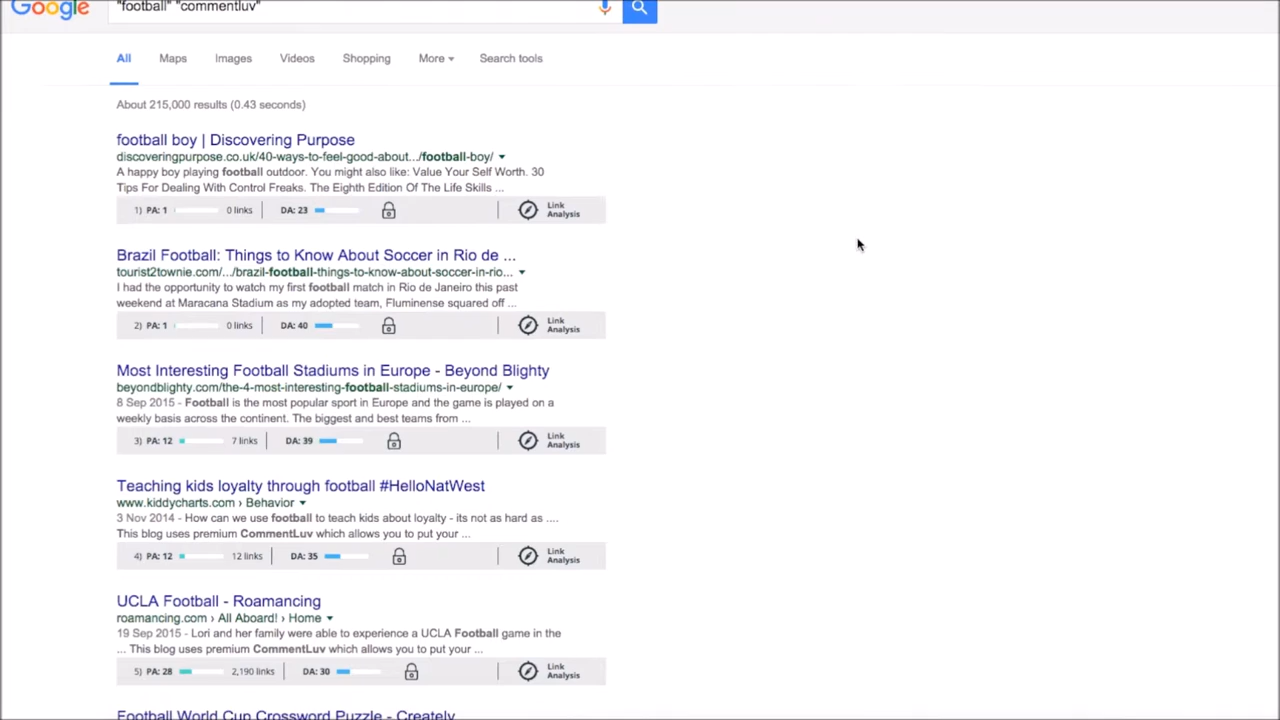 Google "football" "commentluv"
All Maps Images Videos Shopping More Search tools
About 215,000 results (0.43 seconds)
football boy | Discovering Purpose
discoveringpurpose.co.uk/40-ways-to-feel-good-about.../football-boy/
A happy boy playing football outdoor. You might also like: Value Your Self Worth. 30
Tips For Dealing With Control Freaks. The Eighth Edition Of The Life Skills ...
1) PA: 1 0 links DA: 23 Link Analysis
Brazil Football: Things to Know About Soccer in Rio de ...
tourist2townie.com/.../brazil-football-things-to-know-about-soccer-in-rio...
I had the opportunity to watch my first football match in Rio de Janeiro this past
weekend at Maracana Stadium as my adopted team, Fluminense squared off ...
2) PA: 1 0 links DA: 40 Link Analysis
Most Interesting Football Stadiums in Europe - Beyond Blighty
beyondblighty.com/the-4-most-interesting-football-stadiums-in-europe/
8 Sep 2015 - Football is the most popular sport in Europe and the game is played on a
weekly basis across the continent. The biggest and best teams from ...
3) PA: 12 7 links DA: 39 Link Analysis
Teaching kids loyalty through football #HelloNatWest
www.kiddycharts.com › Behavior
3 Nov 2014 - How can we use football to teach kids about loyalty - its not as hard as ....
This blog uses premium CommentLuv which allows you to put your ...
4) PA: 12 12 links DA: 35 Link Analysis
UCLA Football - Roamancing
roamancing.com › All Aboard! › Home
19 Sep 2015 - Lori and her family were able to experience a UCLA Football game in the
... This blog uses premium CommentLuv which allows you to put your ...
5) PA: 28 2,190 links DA: 30 Link Analysis
Football World Cup Crossword Puzzle - Creately